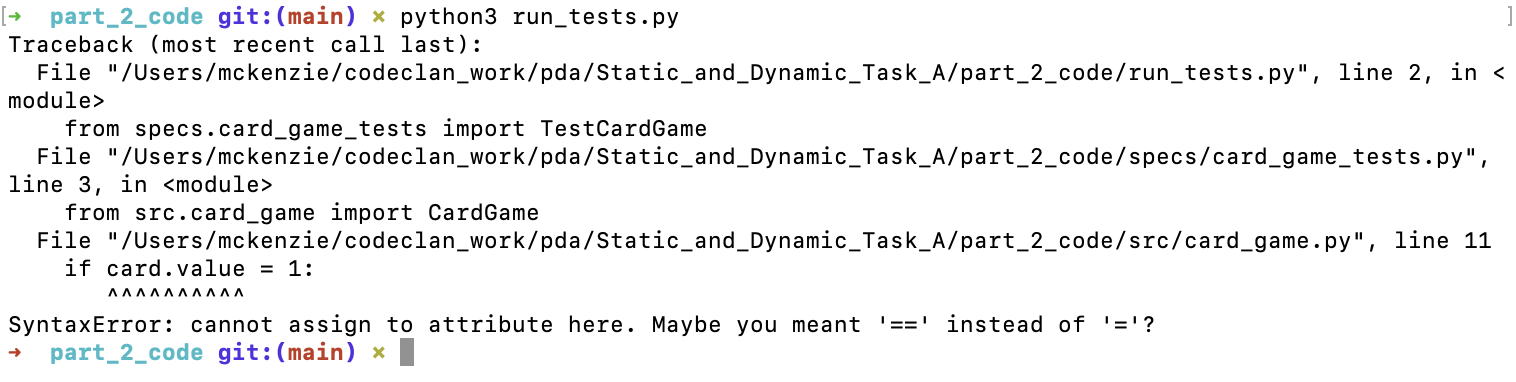 [➜  part_2_code git:(main) ✗ python3 run_tests.py ]
Traceback (most recent call last):
  File "/Users/mckenzie/codeclan_work/pda/Static_and_Dynamic_Task_A/part_2_code/run_tests.py", line 2, in <
module>
    from specs.card_game_tests import TestCardGame
  File "/Users/mckenzie/codeclan_work/pda/Static_and_Dynamic_Task_A/part_2_code/specs/card_game_tests.py",
line 3, in <module>
    from src.card_game import CardGame
  File "/Users/mckenzie/codeclan_work/pda/Static_and_Dynamic_Task_A/part_2_code/src/card_game.py", line 11
    if card.value = 1:
       ^^^^^^^^^^
SyntaxError: cannot assign to attribute here. Maybe you meant '==' instead of '='?
➜  part_2_code git:(main) ✗